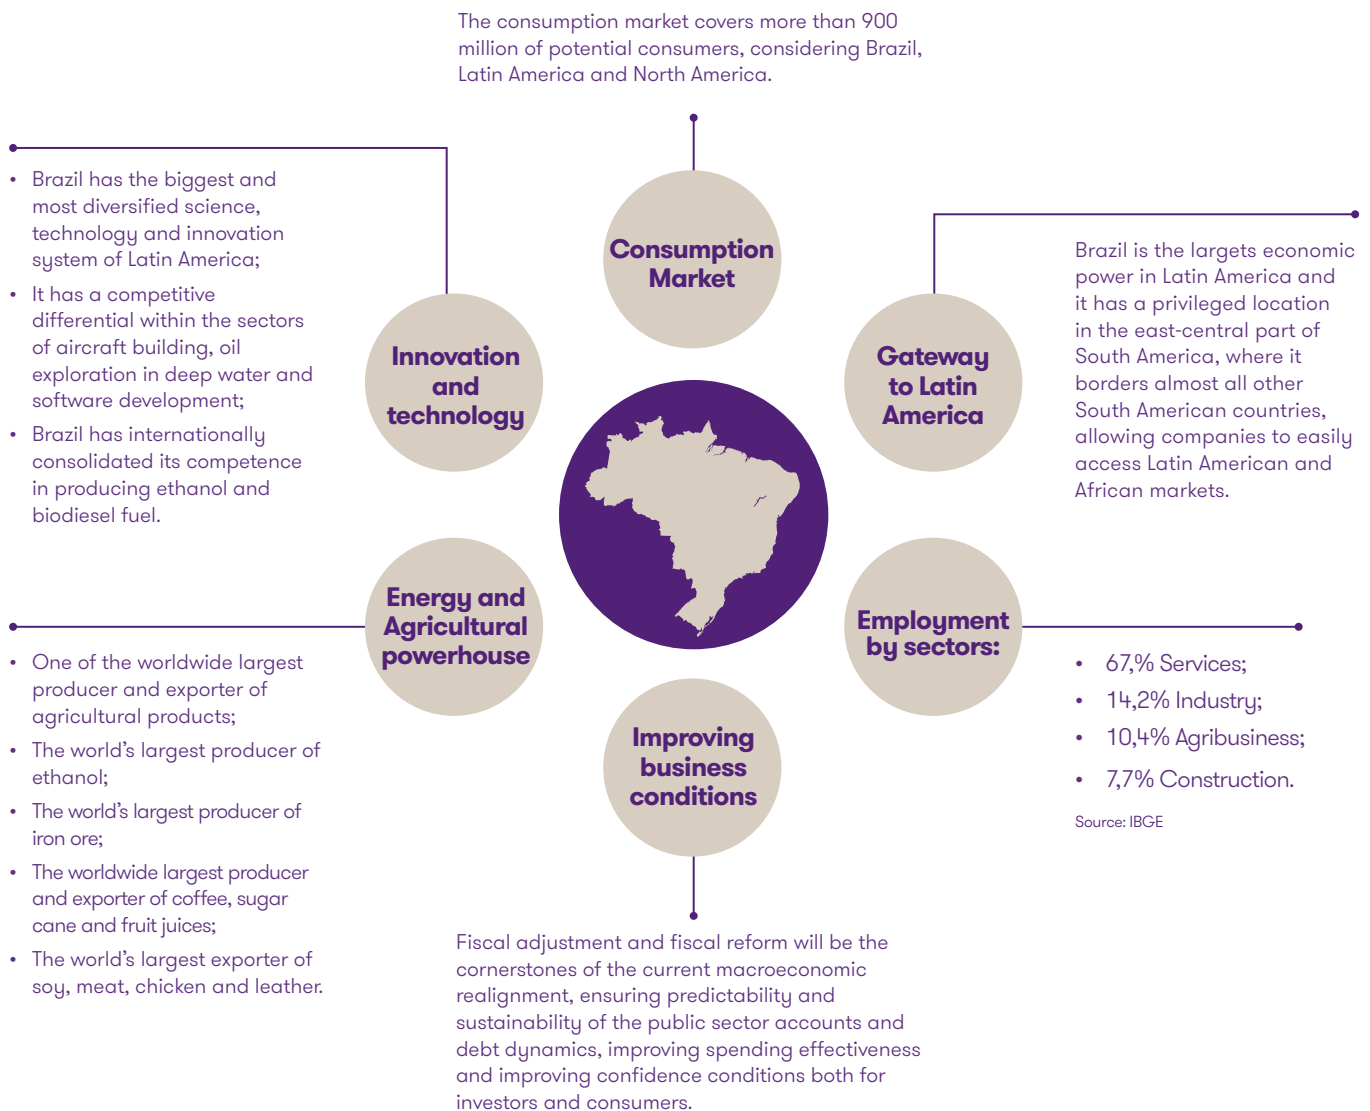 The consumption market covers more than 900
million of potential consumers, considering Brazil,
Latin America and North America.
Consumption
Market
• Brazil has the biggest and
most diversified science,
technology and innovation
system of Latin America;
• It has a competitive
differential within the sectors
of aircraft building, oil
exploration in deep water and
software development;
• Brazil has internationally
consolidated its competence
in producing ethanol and
biodiesel fuel.
Innovation
and
technology
Gateway
to Latin
America
Brazil is the largets economic
power in Latin America and
it has a privileged location
in the east-central part of
South America, where it
borders almost all other
South American countries,
allowing companies to easily
access Latin American and
African markets.
Energy and
Agricultural
powerhouse
• One of the worldwide largest
producer and exporter of
agricultural products;
• The world's largest producer of
ethanol;
• The world's largest producer of
iron ore;
• The worldwide largest producer
and exporter of coffee, sugar
cane and fruit juices;
• The world's largest exporter of
soy, meat, chicken and leather.
Employment
by sectors:
• 67,% Services;
• 14,2% Industry;
• 10,4% Agribusiness;
• 7,7% Construction.
Source: IBGE
Improving
business
conditions
Fiscal adjustment and fiscal reform will be the
cornerstones of the current macroeconomic
realignment, ensuring predictability and
sustainability of the public sector accounts and
debt dynamics, improving spending effectiveness
and improving confidence conditions both for
investors and consumers.